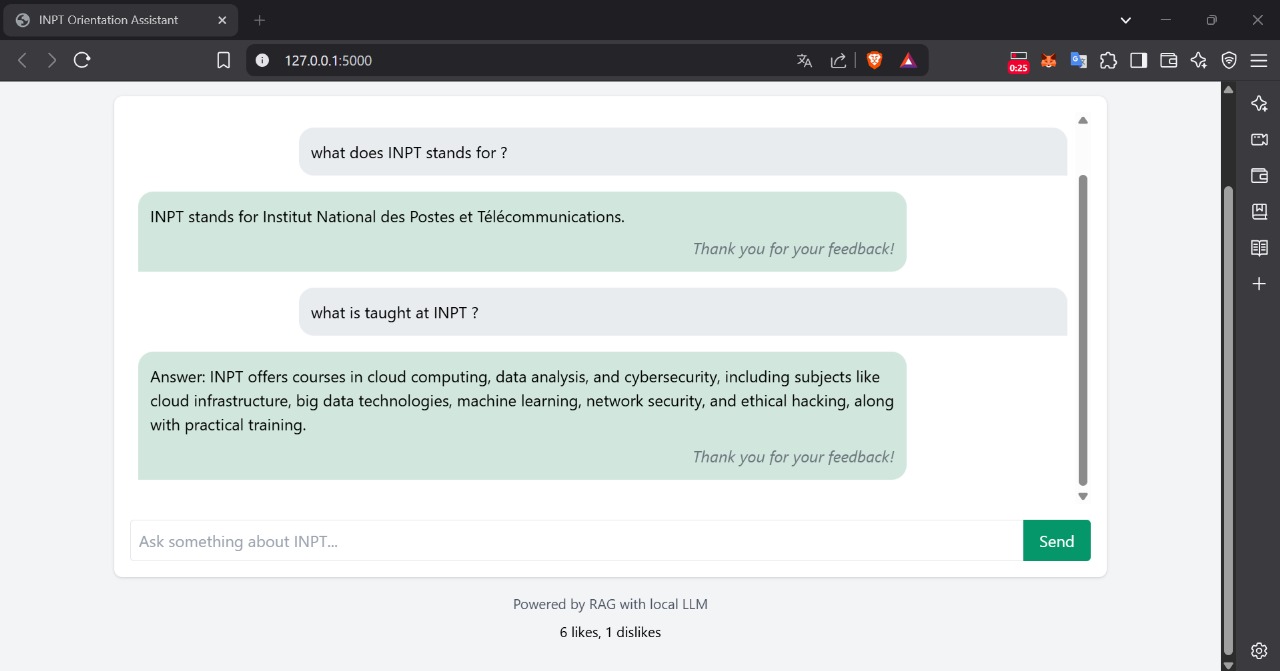 INPT Orientation Assistant
127.0.0.1:5000
0:25
what does INPT stands for ?
INPT stands for Institut National des Postes et Télécommunications.
Thank you for your feedback!
what is taught at INPT ?
Answer: INPT offers courses in cloud computing, data analysis, and cybersecurity, including subjects like
cloud infrastructure, big data technologies, machine learning, network security, and ethical hacking, along
with practical training.
Thank you for your feedback!
Ask something about INPT...
Send
Powered by RAG with local LLM
6 likes, 1 dislikes